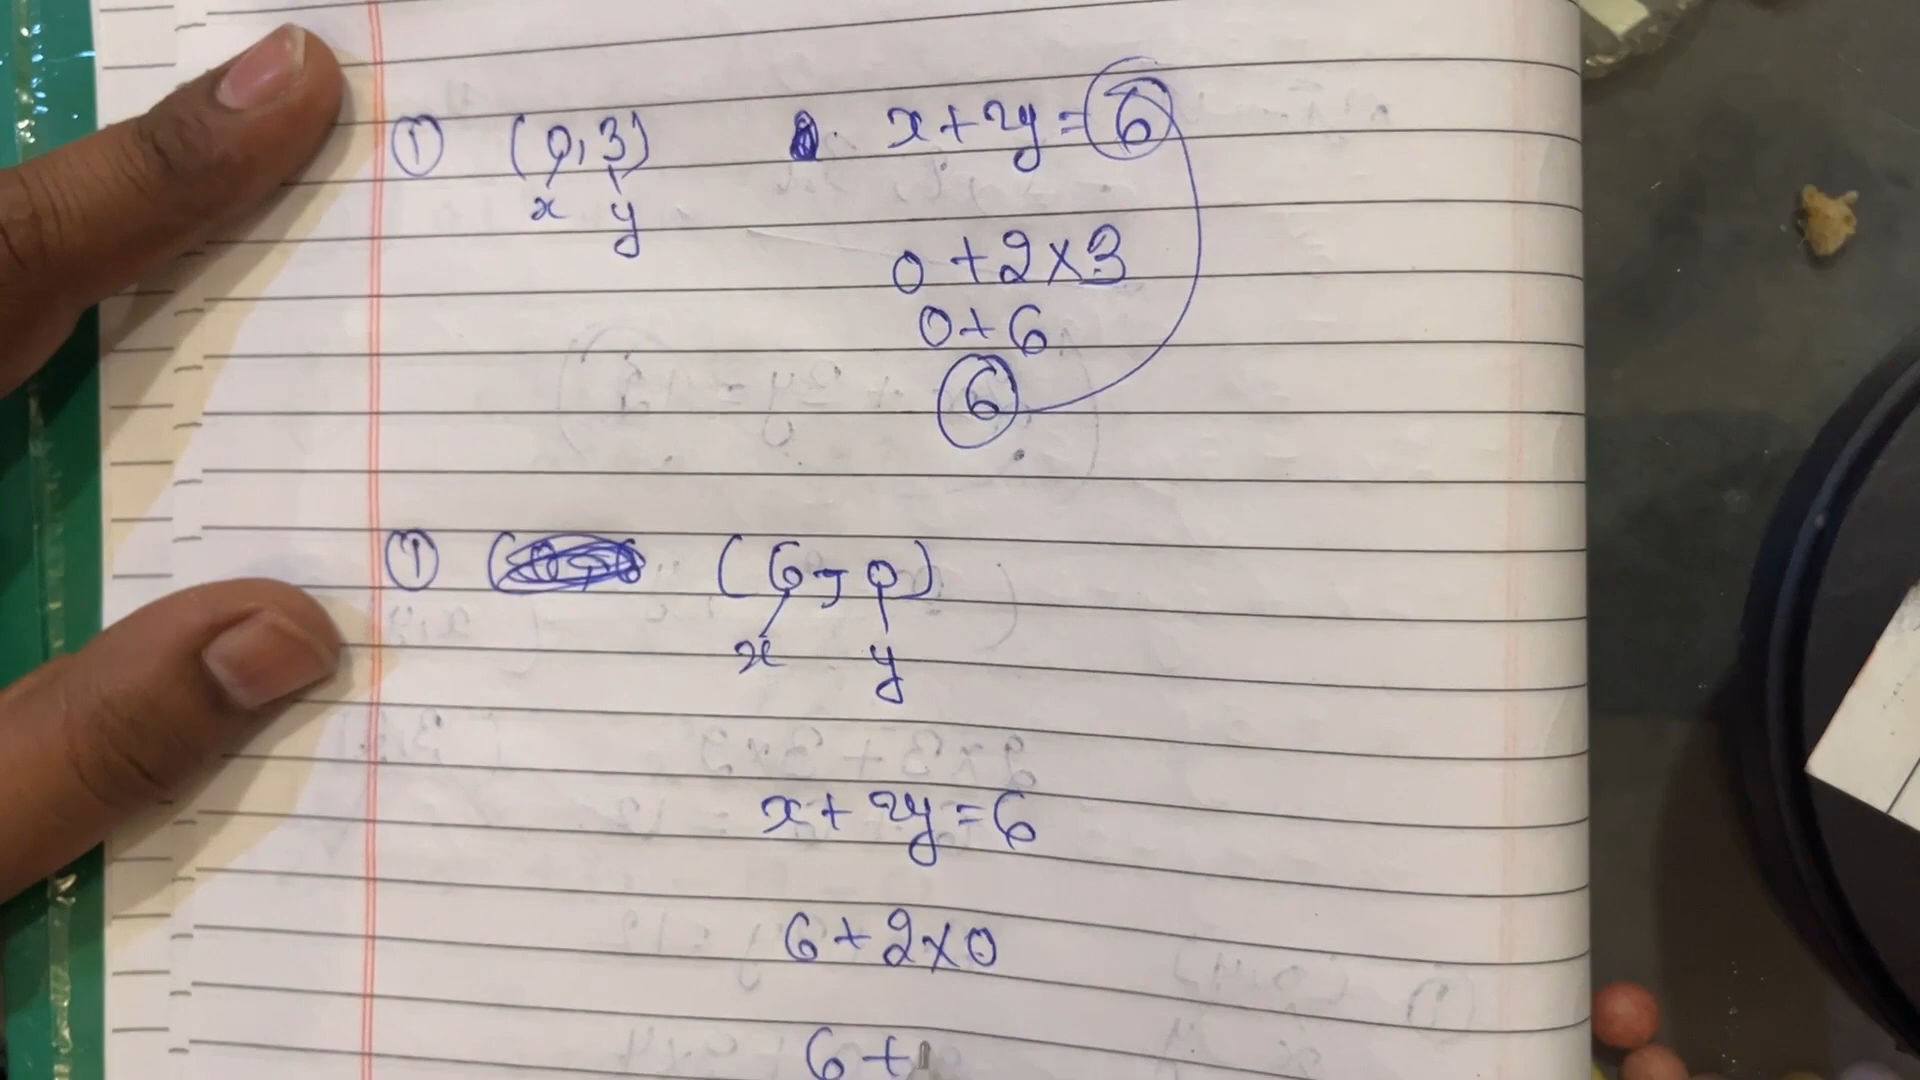 ① (0,3) x+2y=6
x y
0+2×3
0+6
6
① (6,0)
x y
x+2y=6
6+2×0
6+